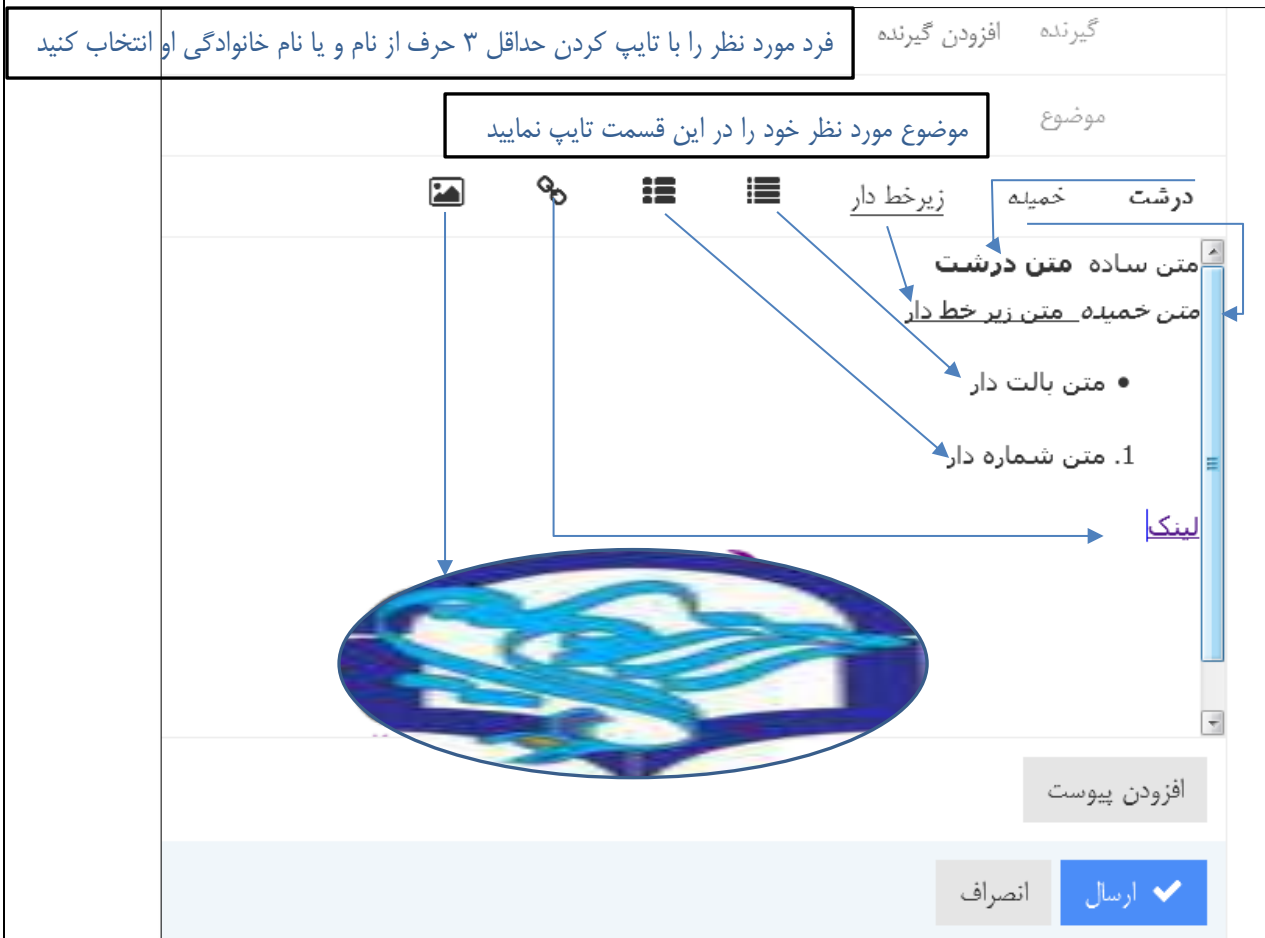 گیرنده افزودن گیرنده
فرد مورد نظر را با تایپ کردن حداقل ۳ حرف از نام و یا نام خانوادگی او انتخاب کنید
موضوع
موضوع مورد نظر خود را در این قسمت تایپ نمایید
درشت خمیده زیرخط دار
متن ساده متن درشت
متن خمیده متن زیر خط دار
• متن بالت دار
1. متن شماره دار
لینک
افزودن پیوست
ارسال انصراف